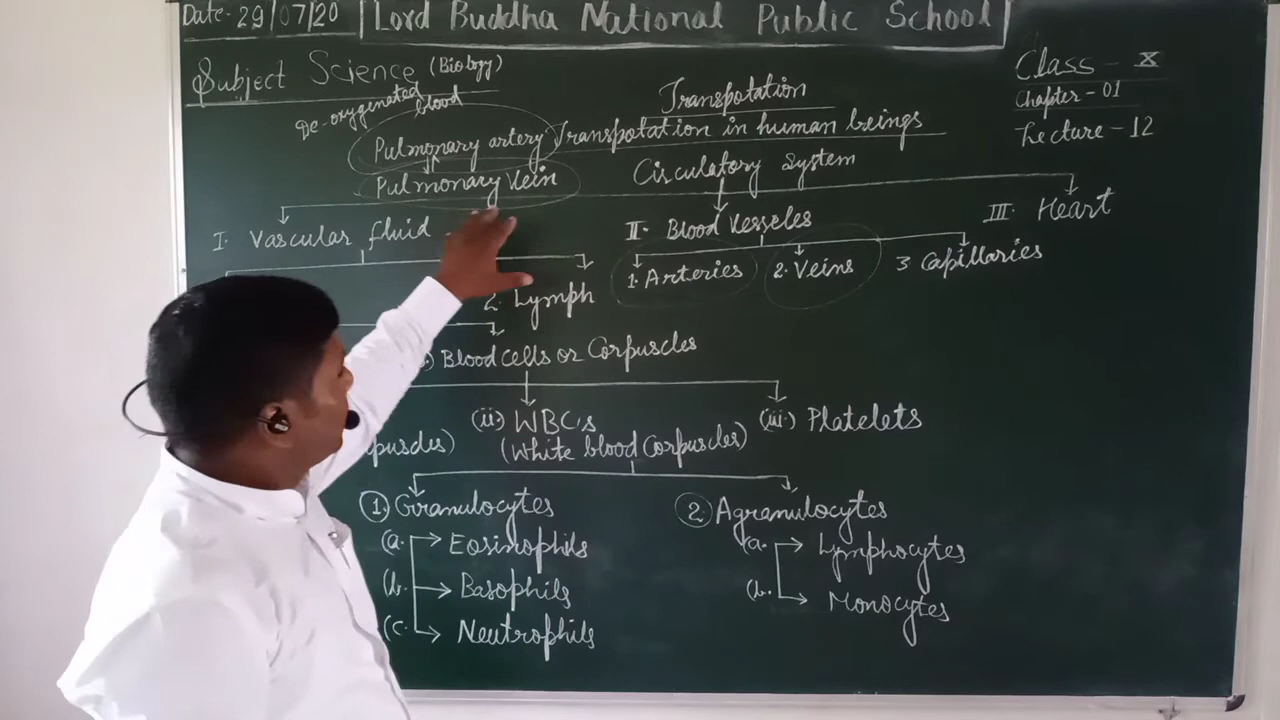 Date- 29/07/20 Lord Buddha National Public School
Subject Science (Biology)
Class - X
Chapter - 01
Lecture - 12
De-oxygenated
blood
Transpotation
Pulmonary artery
Transpotation in human beings
Pulmonary Vein
Circulatory System
I. Vascular fluid
II. Blood Vesseles
III. Heart
2. Lymph
1. Arteries 2. Veins 3 Capillaries
Blood cells or Corpuscles
(ii) WBC's (iii) Platelets
puscles) (White blood Corpuscles)
1. Granulocytes 2. Agranulocytes
(a. Eosinophils (a. Lymphocytes
(b. Basophils (b. Monocytes
(c. Neutrophils